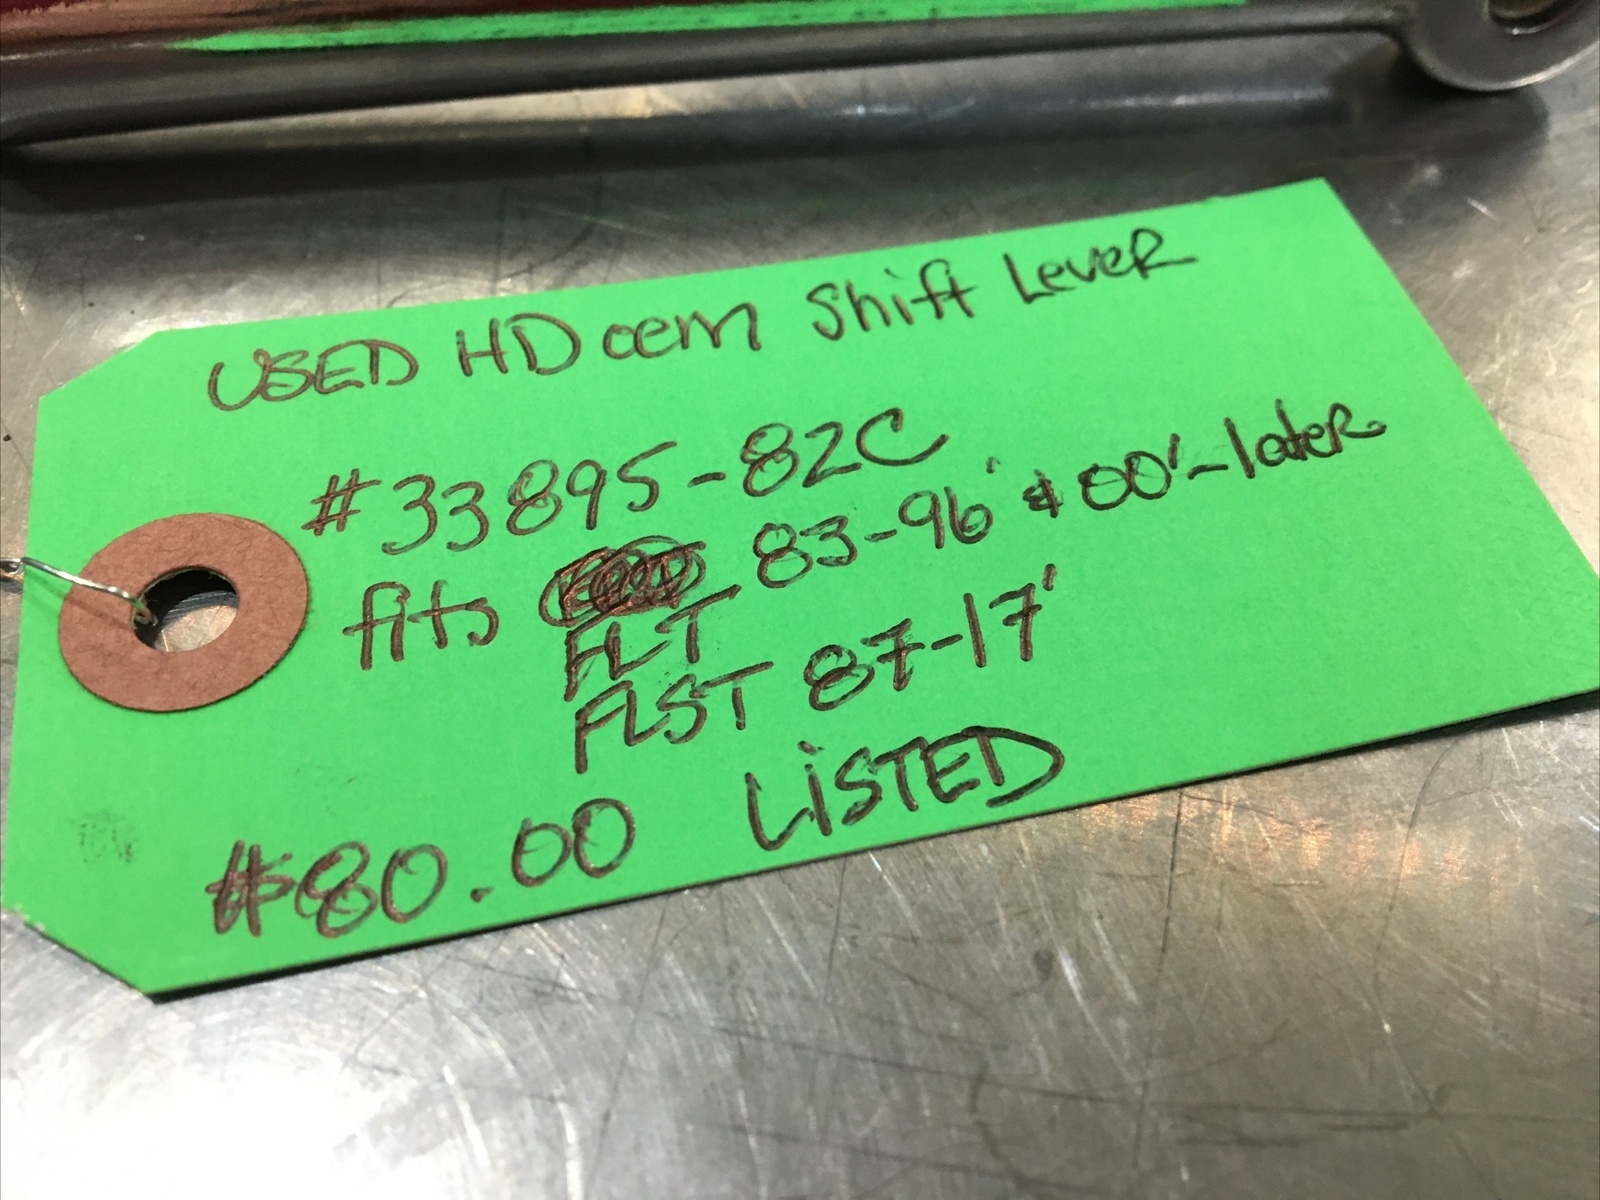 USED HD oem Shift Lever
#33895-82C
fits FLT 83-96' & 00'-later
FLST 87-17'
$80.00 LiSTED